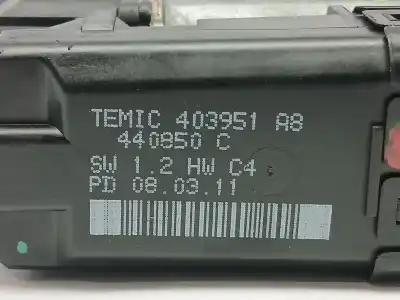 TEMIC 403951 A8
440850 C
SW 1.2 HW C4
PD 08.03.11